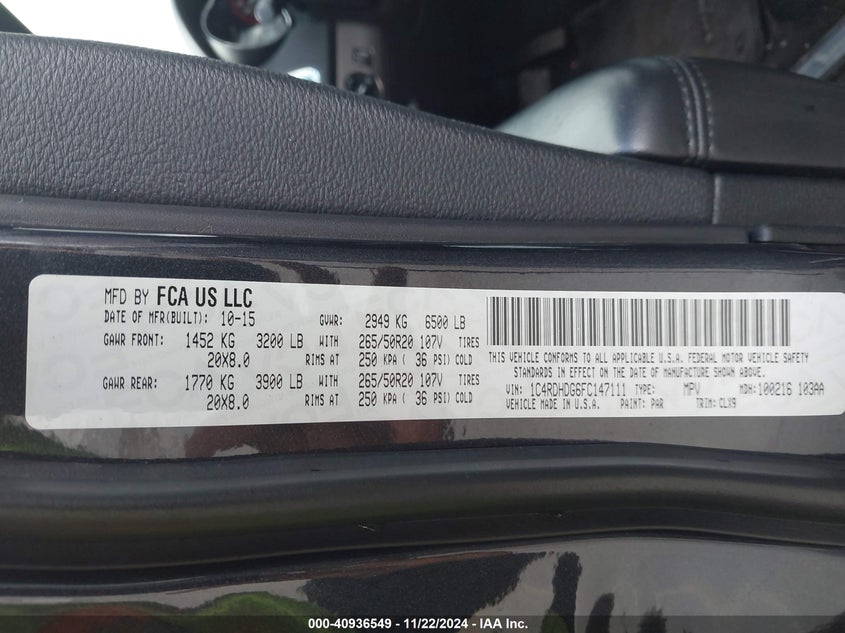 MFD BY FCA US LLC
DATE OF MFR(BUILT): 10-15 GVWR: 2949 KG 6500 LB
GAWR FRONT: 1452 KG 3200 LB WITH 265/50R20 107V TIRES
20X8.0 RIMS AT 250 KPA ( 36 PSI) COLD
GAWR REAR: 1770 KG 3900 LB WITH 265/50R20 107V TIRES
20X8.0 RIMS AT 250 KPA ( 36 PSI) COLD
THIS VEHICLE CONFORMS TO ALL APPLICABLE U.S.A. FEDERAL MOTOR VEHICLE SAFETY
STANDARDS IN EFFECT ON THE DATE OF MANUFACTURE SHOWN ABOVE.
VIN: 1C4RDHDG6FC147111 TYPE: MPV MDH: 100216 103AA
VEHICLE MADE IN U.S.A. PAINT: PAR TRIM: CLX9
000-40936549 - 11/22/2024 - IAA Inc.